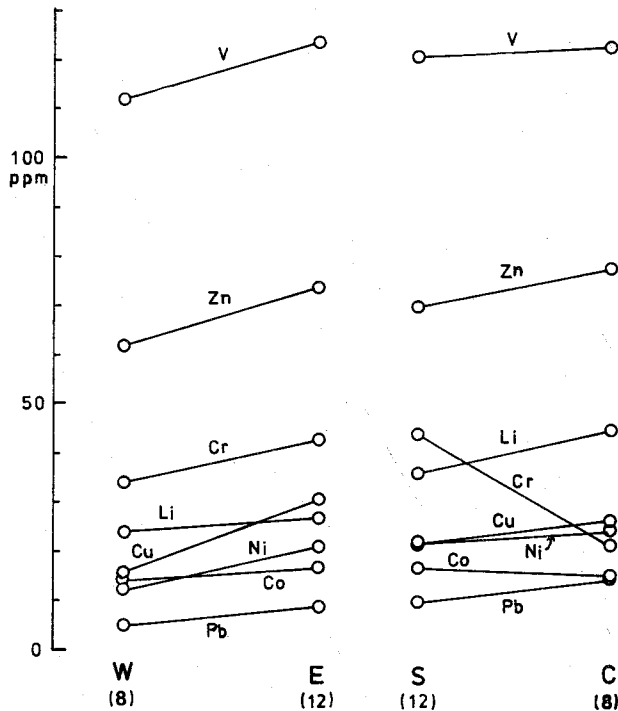 V
V
100
ppm
Zn
Zn
50
Cr
Li
Cr
Li
Cu
Cu
Ni
Ni
Co
Co
Pb
Pb
0
W
E
S
C
(8)
(12)
(12)
(8)